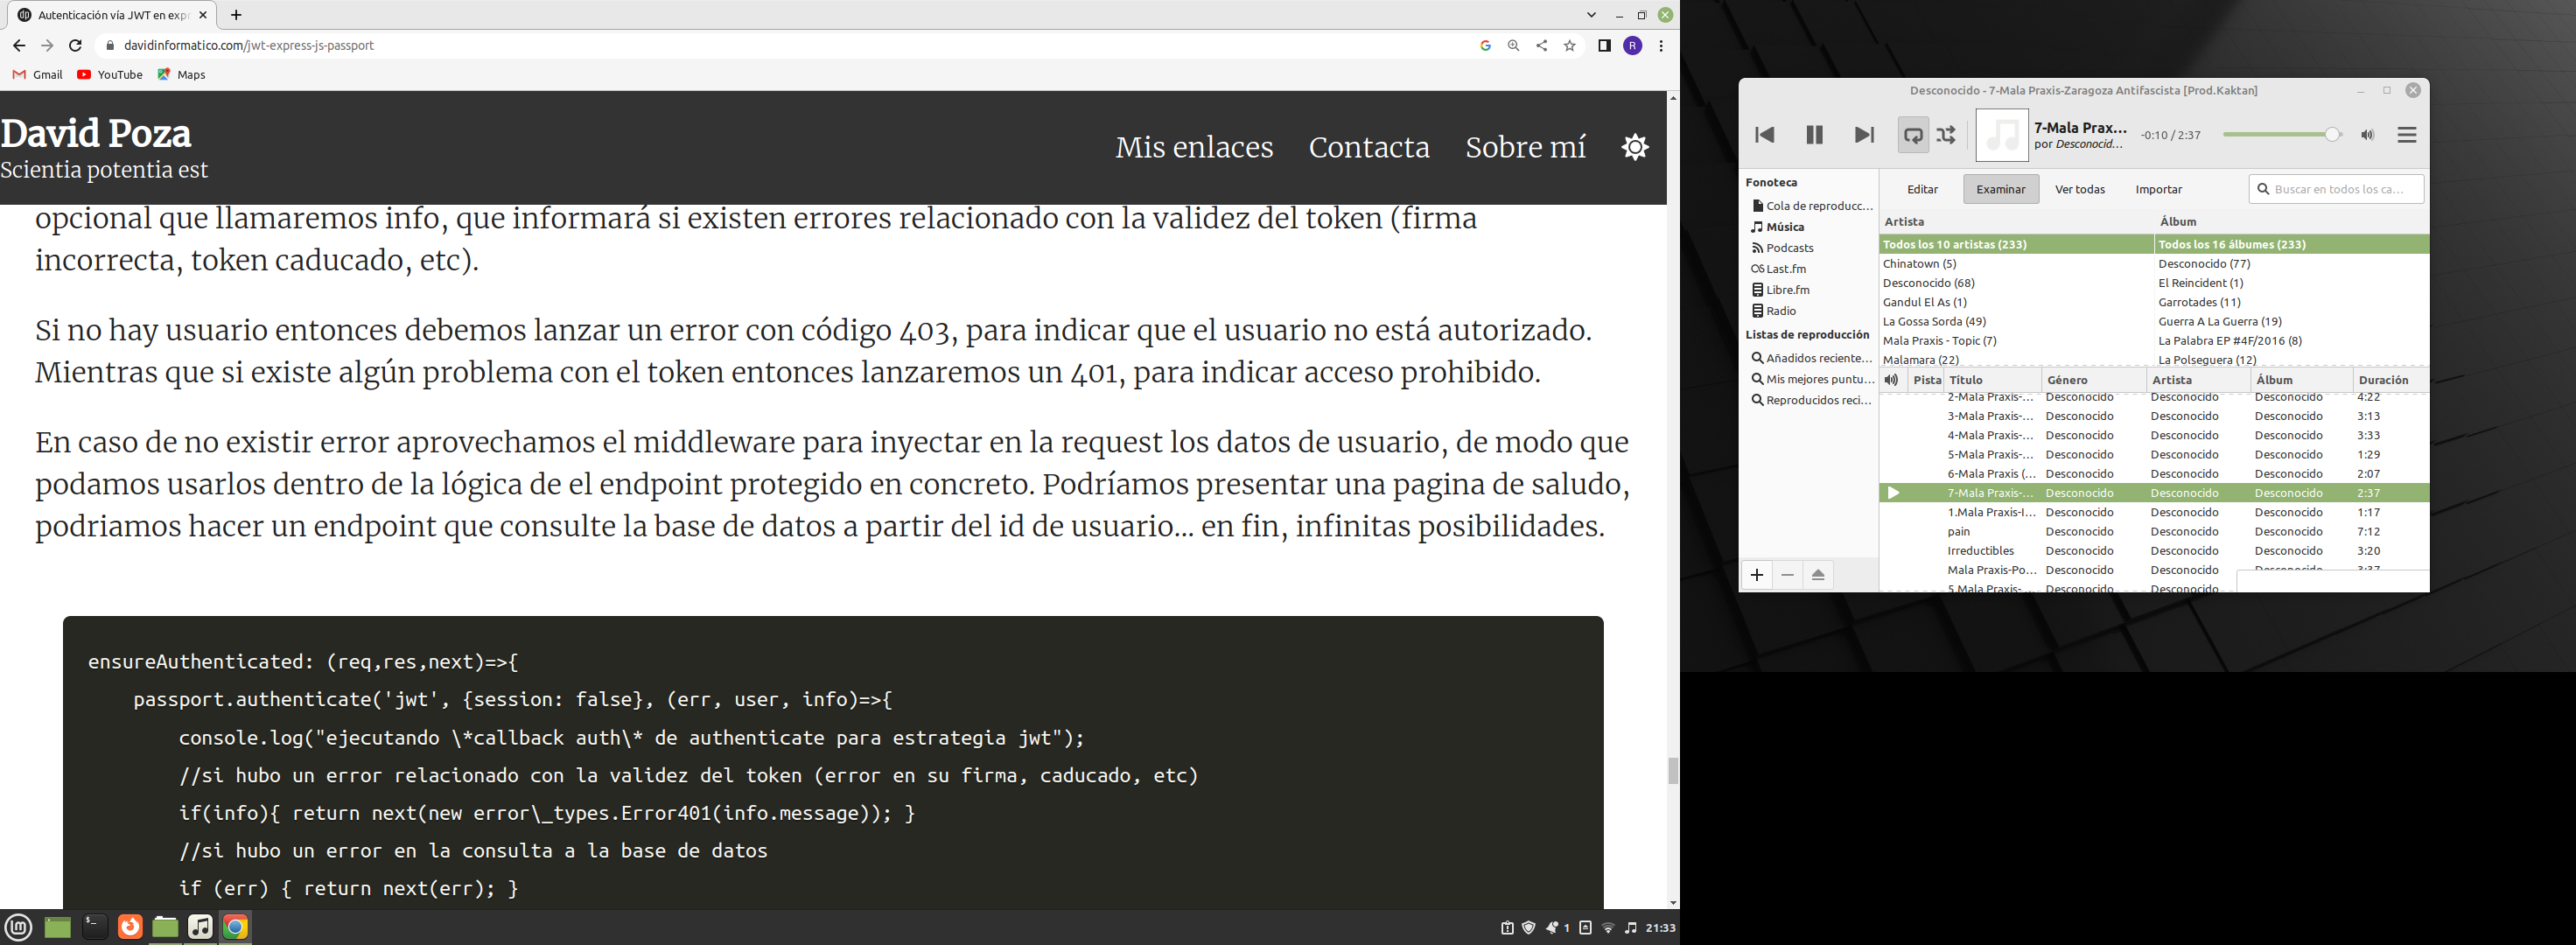 Autenticación vía JWT en expr
davidinformatico.com/jwt-express-js-passport
R
Gmail
YouTube
Maps
David Poza
Scientia potentia est
Mis enlaces
Contacta
Sobre mí
opcional que llamaremos info, que informará si existen errores relacionado con la validez del token (firma
incorrecta, token caducado, etc).
Si no hay usuario entonces debemos lanzar un error con código 403, para indicar que el usuario no está autorizado.
Mientras que si existe algún problema con el token entonces lanzaremos un 401, para indicar acceso prohibido.
En caso de no existir error aprovechamos el middleware para inyectar en la request los datos de usuario, de modo que
podamos usarlos dentro de la lógica de el endpoint protegido en concreto. Podríamos presentar una pagina de saludo,
podriamos hacer un endpoint que consulte la base de datos a partir del id de usuario... en fin, infinitas posibilidades.
ensureAuthenticated: (req,res,next)=>{
passport.authenticate('jwt', {session: false}, (err, user, info)=>{
console.log("ejecutando \*callback auth\* de authenticate para estrategia jwt");
//si hubo un error relacionado con la validez del token (error en su firma, caducado, etc)
if(info){ return next(new error\_types.Error401(info.message)); }
//si hubo un error en la consulta a la base de datos
if (err) { return next(err); }
1
21:33
Desconocido - 7-Mala Praxis-Zaragoza Antifascista [Prod.Kaktan]
7-Mala Prax...
por Desconocid...
-0:10 / 2:37
Fonoteca
Cola de reproducc...
Música
Podcasts
Last.fm
Libre.fm
Radio
Listas de reproducción
Añadidos reciente...
Mis mejores puntu...
Reproducidos reci...
Editar
Examinar
Ver todas
Importar
Buscar en todos los ca...
Artista Álbum
Todos los 10 artistas (233) Todos los 16 álbumes (233)
Chinatown (5) Desconocido (77)
Desconocido (68) El Reincident (1)
Gandul El As (1) Garrotades (11)
La Gossa Sorda (49) Guerra A La Guerra (19)
Mala Praxis - Topic (7) La Palabra EP #4F/2016 (8)
Malamara (22) La Polseguera (12)
Pista Título Género Artista Álbum Duración
2-Mala Praxis-... Desconocido Desconocido Desconocido 4:22
3-Mala Praxis-... Desconocido Desconocido Desconocido 3:13
4-Mala Praxis-... Desconocido Desconocido Desconocido 3:33
5-Mala Praxis-... Desconocido Desconocido Desconocido 1:29
6-Mala Praxis (... Desconocido Desconocido Desconocido 2:07
7-Mala Praxis-... Desconocido Desconocido Desconocido 2:37
1.Mala Praxis-I... Desconocido Desconocido Desconocido 1:17
pain Desconocido Desconocido Desconocido 7:12
Irreductibles Desconocido Desconocido Desconocido 3:20
Mala Praxis-Po... Desconocido Desconocido Desconocido 3:37
5.Mala Praxis-... Desconocido Desconocido